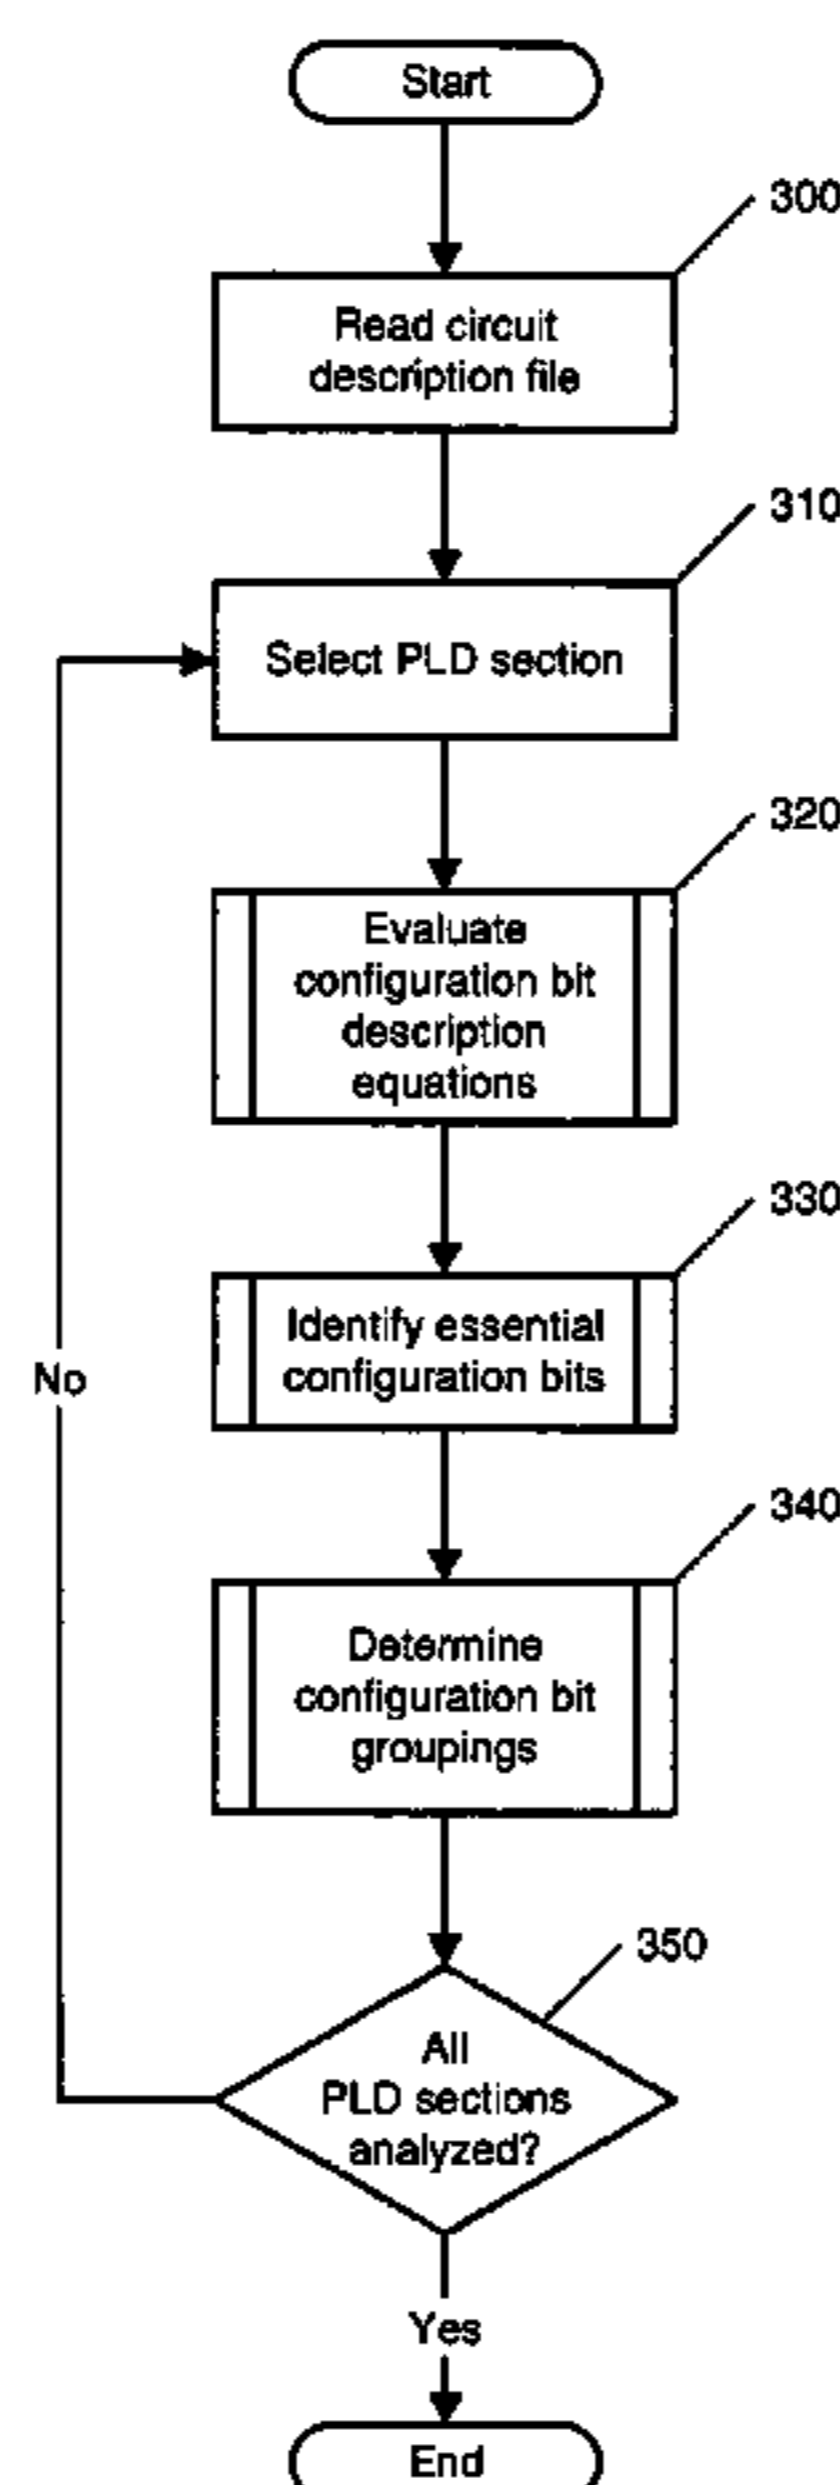 Start
300
Read circuit
description file
310
Select PLD section
320
Evaluate
configuration bit
description
equations
330
Identify essential
configuration bits
No
340
Determine
configuration bit
groupings
350
All
PLD sections
analyzed?
Yes
End